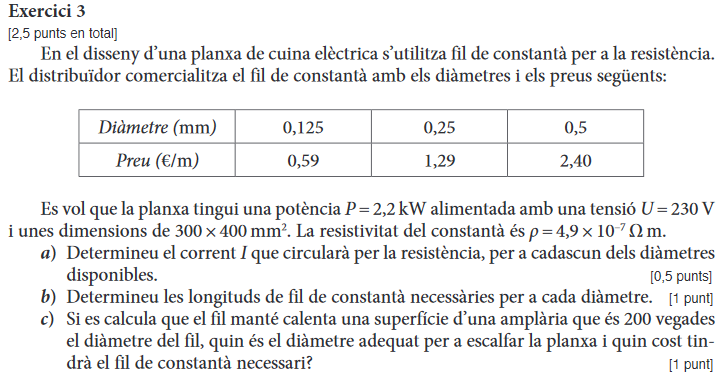 Exercici 3
[2,5 punts en total]
En el disseny d'una planxa de cuina elèctrica s'utilitza fil de constantà per a la resistència.
El distribuïdor comercialitza el fil de constantà amb els diàmetres i els preus següents:
Diàmetre (mm) 0,125 0,25 0,5
Preu (€/m) 0,59 1,29 2,40
Es vol que la planxa tingui una potència P = 2,2 kW alimentada amb una tensió U = 230 V
i unes dimensions de 300 × 400 mm². La resistivitat del constantà és ρ = 4,9 × 10⁻⁷ Ω m.
a) Determineu el corrent I que circularà per la resistència, per a cadascun dels diàmetres
disponibles. [0,5 punts]
b) Determineu les longituds de fil de constantà necessàries per a cada diàmetre. [1 punt]
c) Si es calcula que el fil manté calenta una superfície d'una amplària que és 200 vegades
el diàmetre del fil, quin és el diàmetre adequat per a escalfar la planxa i quin cost tin-
drà el fil de constantà necessari? [1 punt]